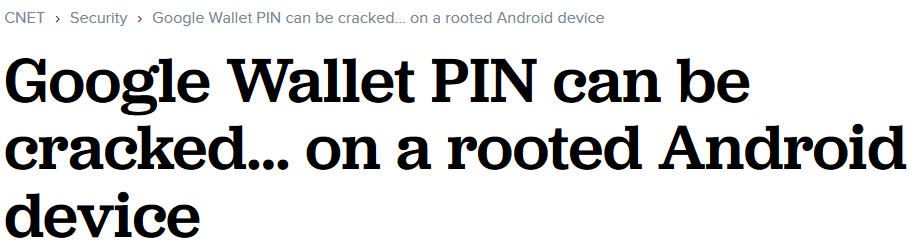 CNET › Security › Google Wallet PIN can be cracked... on a rooted Android device
Google Wallet PIN can be
cracked... on a rooted Android
device